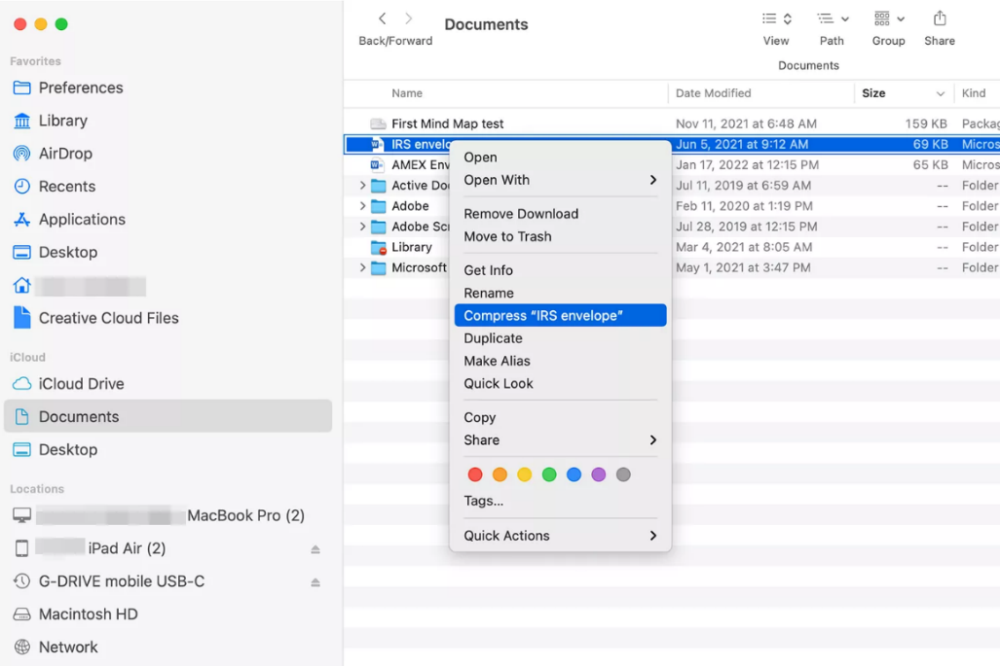 Documents
Back/Forward
View
Path
Group
Share
Documents
Favorites
Preferences
Library
AirDrop
Recents
Applications
Desktop
Creative Cloud Files
iCloud
iCloud Drive
Documents
Desktop
Locations
MacBook Pro (2)
iPad Air (2)
G-DRIVE mobile USB-C
Macintosh HD
Network
Name Date Modified Size Kind
First Mind Map test Nov 11, 2021 at 6:48 AM 159 KB Packag
IRS envelo Jun 5, 2021 at 9:12 AM 69 KB Micros
AMEX Env Jan 17, 2022 at 12:15 PM 65 KB Micros
Active Do Jul 11, 2019 at 6:59 AM -- Folder
Adobe Feb 11, 2020 at 1:19 PM -- Folder
Adobe Scr Jul 28, 2019 at 12:15 PM -- Folder
Library Mar 4, 2021 at 8:05 AM -- Folder
Microsoft May 1, 2021 at 3:47 PM -- Folder
Open
Open With
Remove Download
Move to Trash
Get Info
Rename
Compress “IRS envelope”
Duplicate
Make Alias
Quick Look
Copy
Share
Tags...
Quick Actions